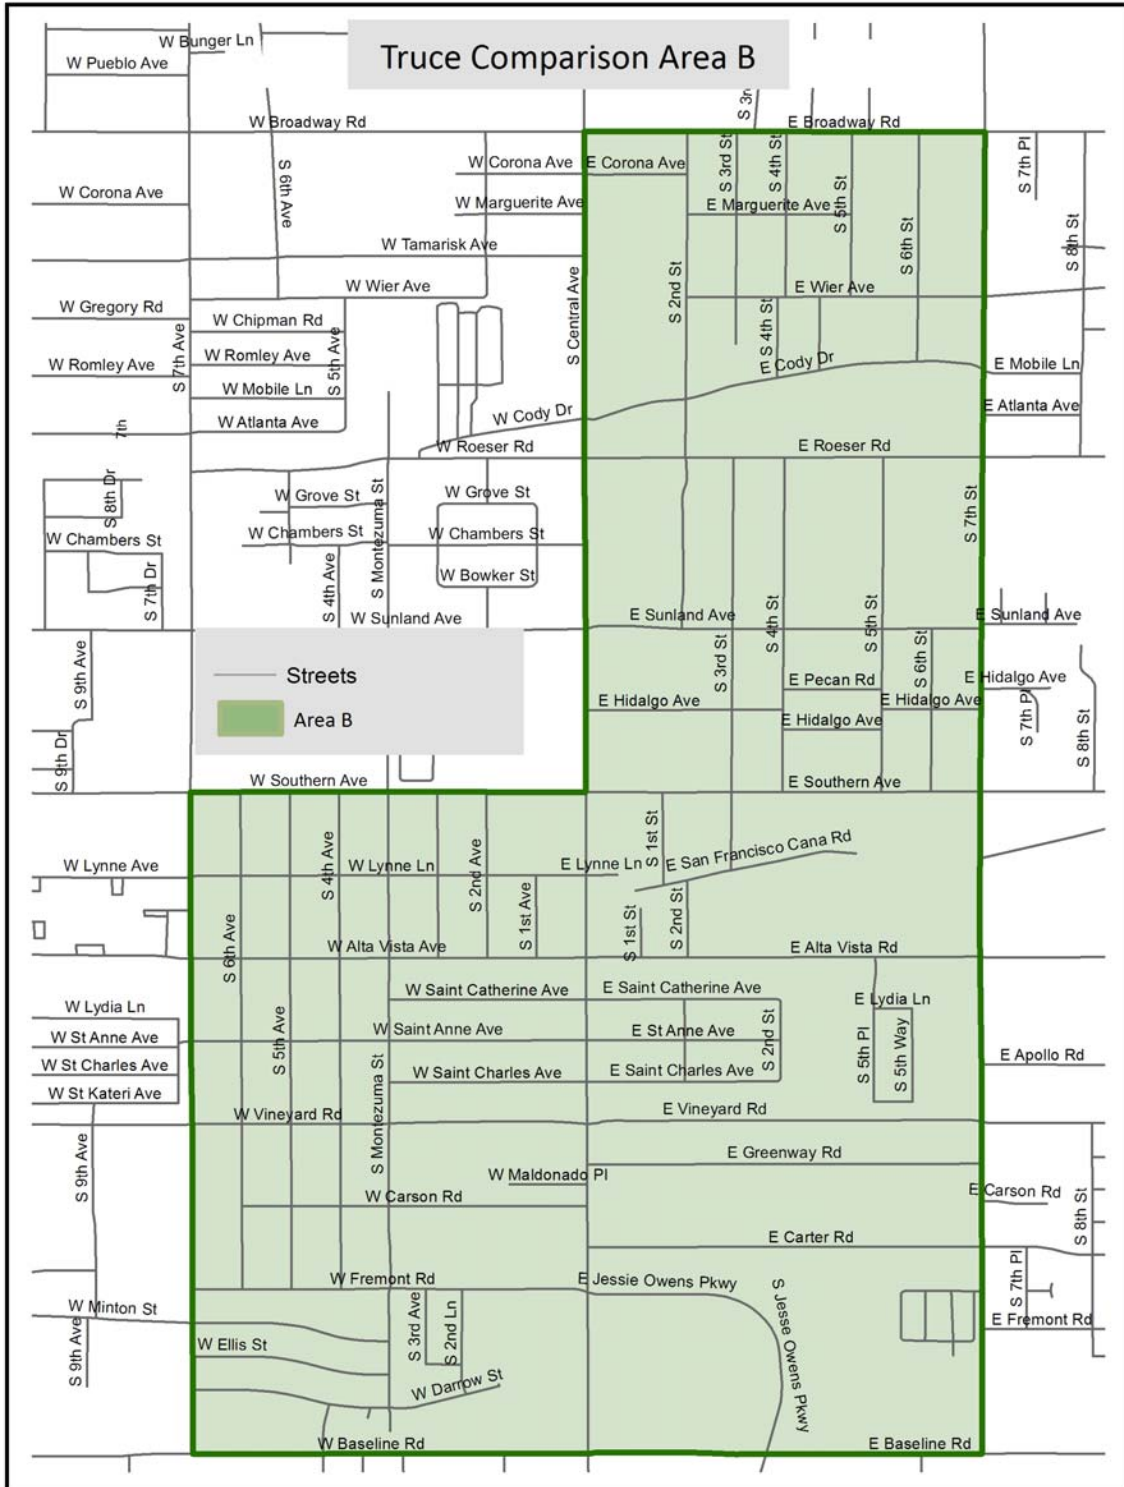 Truce Comparison Area B
W Bunger Ln
W Pueblo Ave
S 3r
W Broadway Rd
E Broadway Rd
S 6th Ave
W Corona Ave
E Corona Ave
S 3rd St
S 4th St
S 7th Pl
W Corona Ave
W Marguerite Ave
E Marguerite Ave
S 5th St
S 6th St
S 8th St
W Tamarisk Ave
S 2nd St
S Central Ave
W Wier Ave
E Wier Ave
W Gregory Rd
W Chipman Rd
S 4th St
S 7th Ave
W Romley Ave
S 5th Ave
W Romley Ave
E Cody Dr
E Mobile Ln
W Mobile Ln
W Cody Dr
E Atlanta Ave
W Atlanta Ave
7th
W Roeser Rd
E Roeser Rd
S 8th Dr
W Grove St
W Grove St
S Montezuma St
S 7th St
W Chambers St
W Chambers St
W Chambers St
S 7th Dr
S 4th Ave
W Bowker St
W Sunland Ave
E Sunland Ave
S 4th St
S 5th St
E Sunland Ave
S 9th Ave
S 3rd St
S 6th St
Streets
E Pecan Rd
E Hidalgo Ave
E Hidalgo Ave
E Hidalgo Ave
E Hidalgo Ave
S 7th Pl
S 8th St
Area B
S 9th Dr
W Southern Ave
E Southern Ave
S 1st St
W Lynne Ave
S 4th Ave
W Lynne Ln
S 2nd Ave
E Lynne Ln
E San Francisco Cana Rd
S 1st Ave
S 1st St
S 2nd St
S 6th Ave
W Alta Vista Ave
E Alta Vista Rd
W Saint Catherine Ave
E Saint Catherine Ave
W Lydia Ln
E Lydia Ln
S 5th Ave
W Saint Anne Ave
E St Anne Ave
S 2nd St
S 5th Pl
S 5th Way
W St Anne Ave
E Apollo Rd
W St Charles Ave
W Saint Charles Ave
E Saint Charles Ave
W St Kateri Ave
S Montezuma St
W Vineyard Rd
E Vineyard Rd
S 9th Ave
E Greenway Rd
W Maldonado Pl
W Carson Rd
E Carson Rd
S 8th St
E Carter Rd
W Fremont Rd
E Jessie Owens Pkwy
S Jesse Owens Pkwy
S 7th Pl
W Minton St
S 3rd Ave
S 2nd Ln
E Fremont Rd
S 9th Ave
W Ellis St
W Darrow St
W Baseline Rd
E Baseline Rd